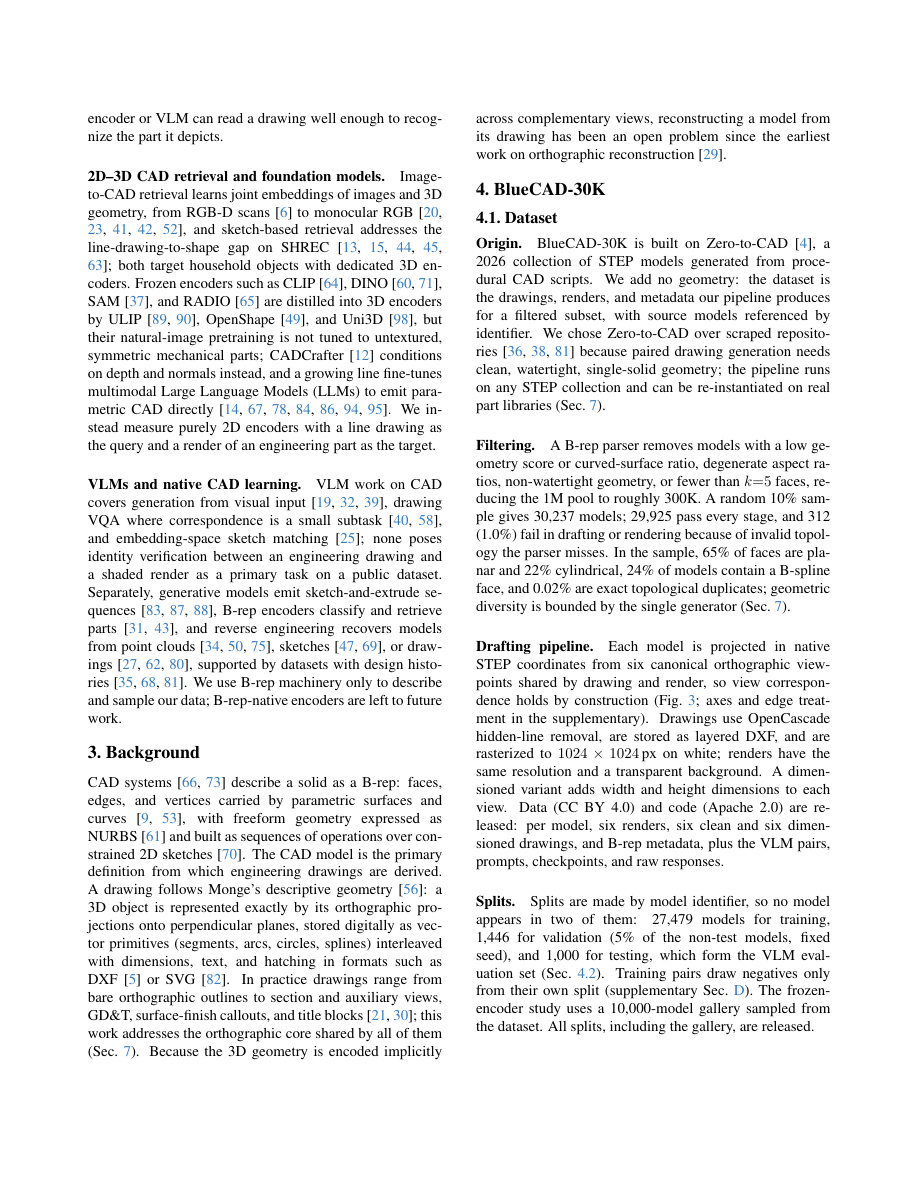 encoder or VLM can read a drawing well enough to recog-
nize the part it depicts.
2D–3D CAD retrieval and foundation models. Image-
to-CAD retrieval learns joint embeddings of images and 3D
geometry, from RGB-D scans [6] to monocular RGB [20,
23, 41, 42, 52], and sketch-based retrieval addresses the
line-drawing-to-shape gap on SHREC [13, 15, 44, 45,
63]; both target household objects with dedicated 3D en-
coders. Frozen encoders such as CLIP [64], DINO [60, 71],
SAM [37], and RADIO [65] are distilled into 3D encoders
by ULIP [89, 90], OpenShape [49], and Uni3D [98], but
their natural-image pretraining is not tuned to untextured,
symmetric mechanical parts; CADCrafter [12] conditions
on depth and normals instead, and a growing line fine-tunes
multimodal Large Language Models (LLMs) to emit para-
metric CAD directly [14, 67, 78, 84, 86, 94, 95]. We in-
stead measure purely 2D encoders with a line drawing as
the query and a render of an engineering part as the target.
VLMs and native CAD learning. VLM work on CAD
covers generation from visual input [19, 32, 39], drawing
VQA where correspondence is a small subtask [40, 58],
and embedding-space sketch matching [25]; none poses
identity verification between an engineering drawing and
a shaded render as a primary task on a public dataset.
Separately, generative models emit sketch-and-extrude se-
quences [83, 87, 88], B-rep encoders classify and retrieve
parts [31, 43], and reverse engineering recovers models
from point clouds [34, 50, 75], sketches [47, 69], or draw-
ings [27, 62, 80], supported by datasets with design histo-
ries [35, 68, 81]. We use B-rep machinery only to describe
and sample our data; B-rep-native encoders are left to future
work.
3. Background
CAD systems [66, 73] describe a solid as a B-rep: faces,
edges, and vertices carried by parametric surfaces and
curves [9, 53], with freeform geometry expressed as
NURBS [61] and built as sequences of operations over con-
strained 2D sketches [70]. The CAD model is the primary
definition from which engineering drawings are derived.
A drawing follows Monge's descriptive geometry [56]: a
3D object is represented exactly by its orthographic pro-
jections onto perpendicular planes, stored digitally as vec-
tor primitives (segments, arcs, circles, splines) interleaved
with dimensions, text, and hatching in formats such as
DXF [5] or SVG [82]. In practice drawings range from
bare orthographic outlines to section and auxiliary views,
GD&T, surface-finish callouts, and title blocks [21, 30]; this
work addresses the orthographic core shared by all of them
(Sec. 7). Because the 3D geometry is encoded implicitly
across complementary views, reconstructing a model from
its drawing has been an open problem since the earliest
work on orthographic reconstruction [29].
4. BlueCAD-30K
4.1. Dataset
Origin. BlueCAD-30K is built on Zero-to-CAD [4], a
2026 collection of STEP models generated from proce-
dural CAD scripts. We add no geometry: the dataset is
the drawings, renders, and metadata our pipeline produces
for a filtered subset, with source models referenced by
identifier. We chose Zero-to-CAD over scraped reposito-
ries [36, 38, 81] because paired drawing generation needs
clean, watertight, single-solid geometry; the pipeline runs
on any STEP collection and can be re-instantiated on real
part libraries (Sec. 7).
Filtering. A B-rep parser removes models with a low ge-
ometry score or curved-surface ratio, degenerate aspect ra-
tios, non-watertight geometry, or fewer than k=5 faces, re-
ducing the 1M pool to roughly 300K. A random 10% sam-
ple gives 30,237 models; 29,925 pass every stage, and 312
(1.0%) fail in drafting or rendering because of invalid topol-
ogy the parser misses. In the sample, 65% of faces are pla-
nar and 22% cylindrical, 24% of models contain a B-spline
face, and 0.02% are exact topological duplicates; geometric
diversity is bounded by the single generator (Sec. 7).
Drafting pipeline. Each model is projected in native
STEP coordinates from six canonical orthographic view-
points shared by drawing and render, so view correspon-
dence holds by construction (Fig. 3; axes and edge treat-
ment in the supplementary). Drawings use OpenCascade
hidden-line removal, are stored as layered DXF, and are
rasterized to 1024 × 1024 px on white; renders have the
same resolution and a transparent background. A dimen-
sioned variant adds width and height dimensions to each
view. Data (CC BY 4.0) and code (Apache 2.0) are re-
leased: per model, six renders, six clean and six dimen-
sioned drawings, and B-rep metadata, plus the VLM pairs,
prompts, checkpoints, and raw responses.
Splits. Splits are made by model identifier, so no model
appears in two of them: 27,479 models for training,
1,446 for validation (5% of the non-test models, fixed
seed), and 1,000 for testing, which form the VLM eval-
uation set (Sec. 4.2). Training pairs draw negatives only
from their own split (supplementary Sec. D). The frozen-
encoder study uses a 10,000-model gallery sampled from
the dataset. All splits, including the gallery, are released.